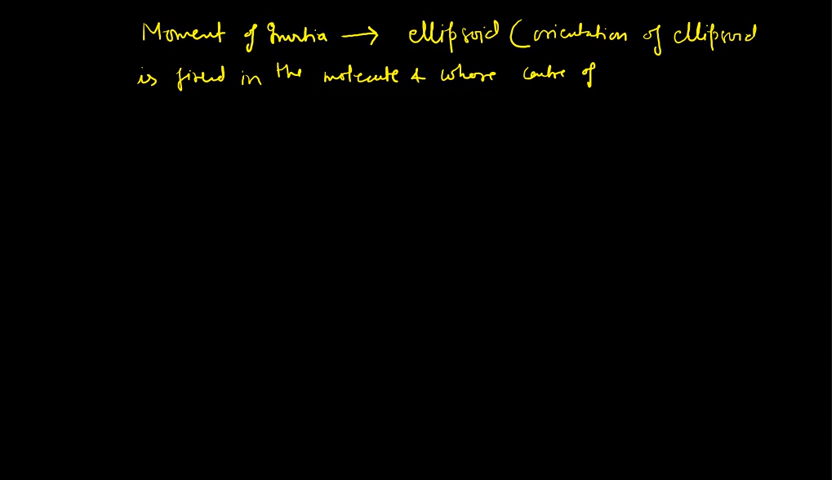 Moment of Inertia → ellipsoid (orientation of ellipsoid
is fixed in the molecule & whose centre of